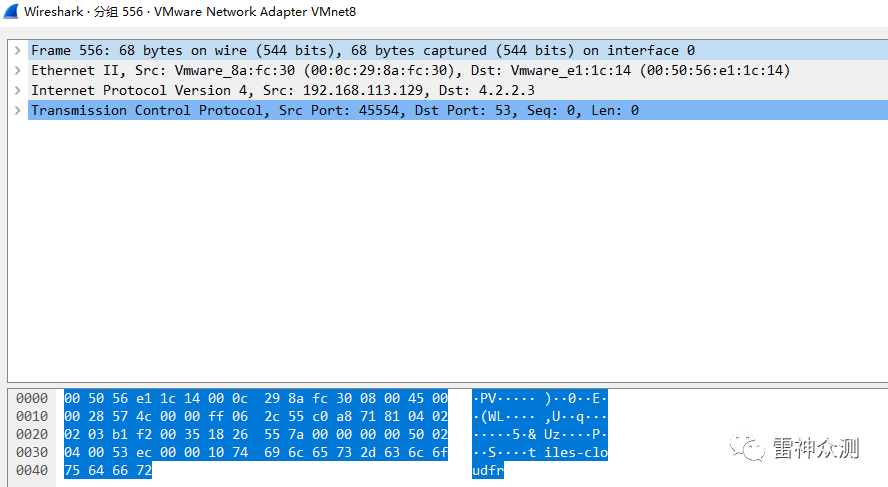 Wireshark · 分组 556 · VMware Network Adapter VMnet8
Frame 556: 68 bytes on wire (544 bits), 68 bytes captured (544 bits) on interface 0
Ethernet II, Src: Vmware_8a:fc:30 (00:0c:29:8a:fc:30), Dst: Vmware_e1:1c:14 (00:50:56:e1:1c:14)
Internet Protocol Version 4, Src: 192.168.113.129, Dst: 4.2.2.3
Transmission Control Protocol, Src Port: 45554, Dst Port: 53, Seq: 0, Len: 0
0000 00 50 56 e1 1c 14 00 0c 29 8a fc 30 08 00 45 00 ·PV····· )··0··E·
0010 00 28 57 4c 00 00 ff 06 2c 55 c0 a8 71 81 04 02 ·(WL···· ,U··q···
0020 02 03 b1 f2 00 35 18 26 55 7a 00 00 00 00 50 02 ·····5·& Uz····P·
0030 04 00 53 ec 00 00 10 74 69 6c 65 73 2d 63 6c 6f ··S····t iles-clo
0040 75 64 66 72 udfr
雷神众测